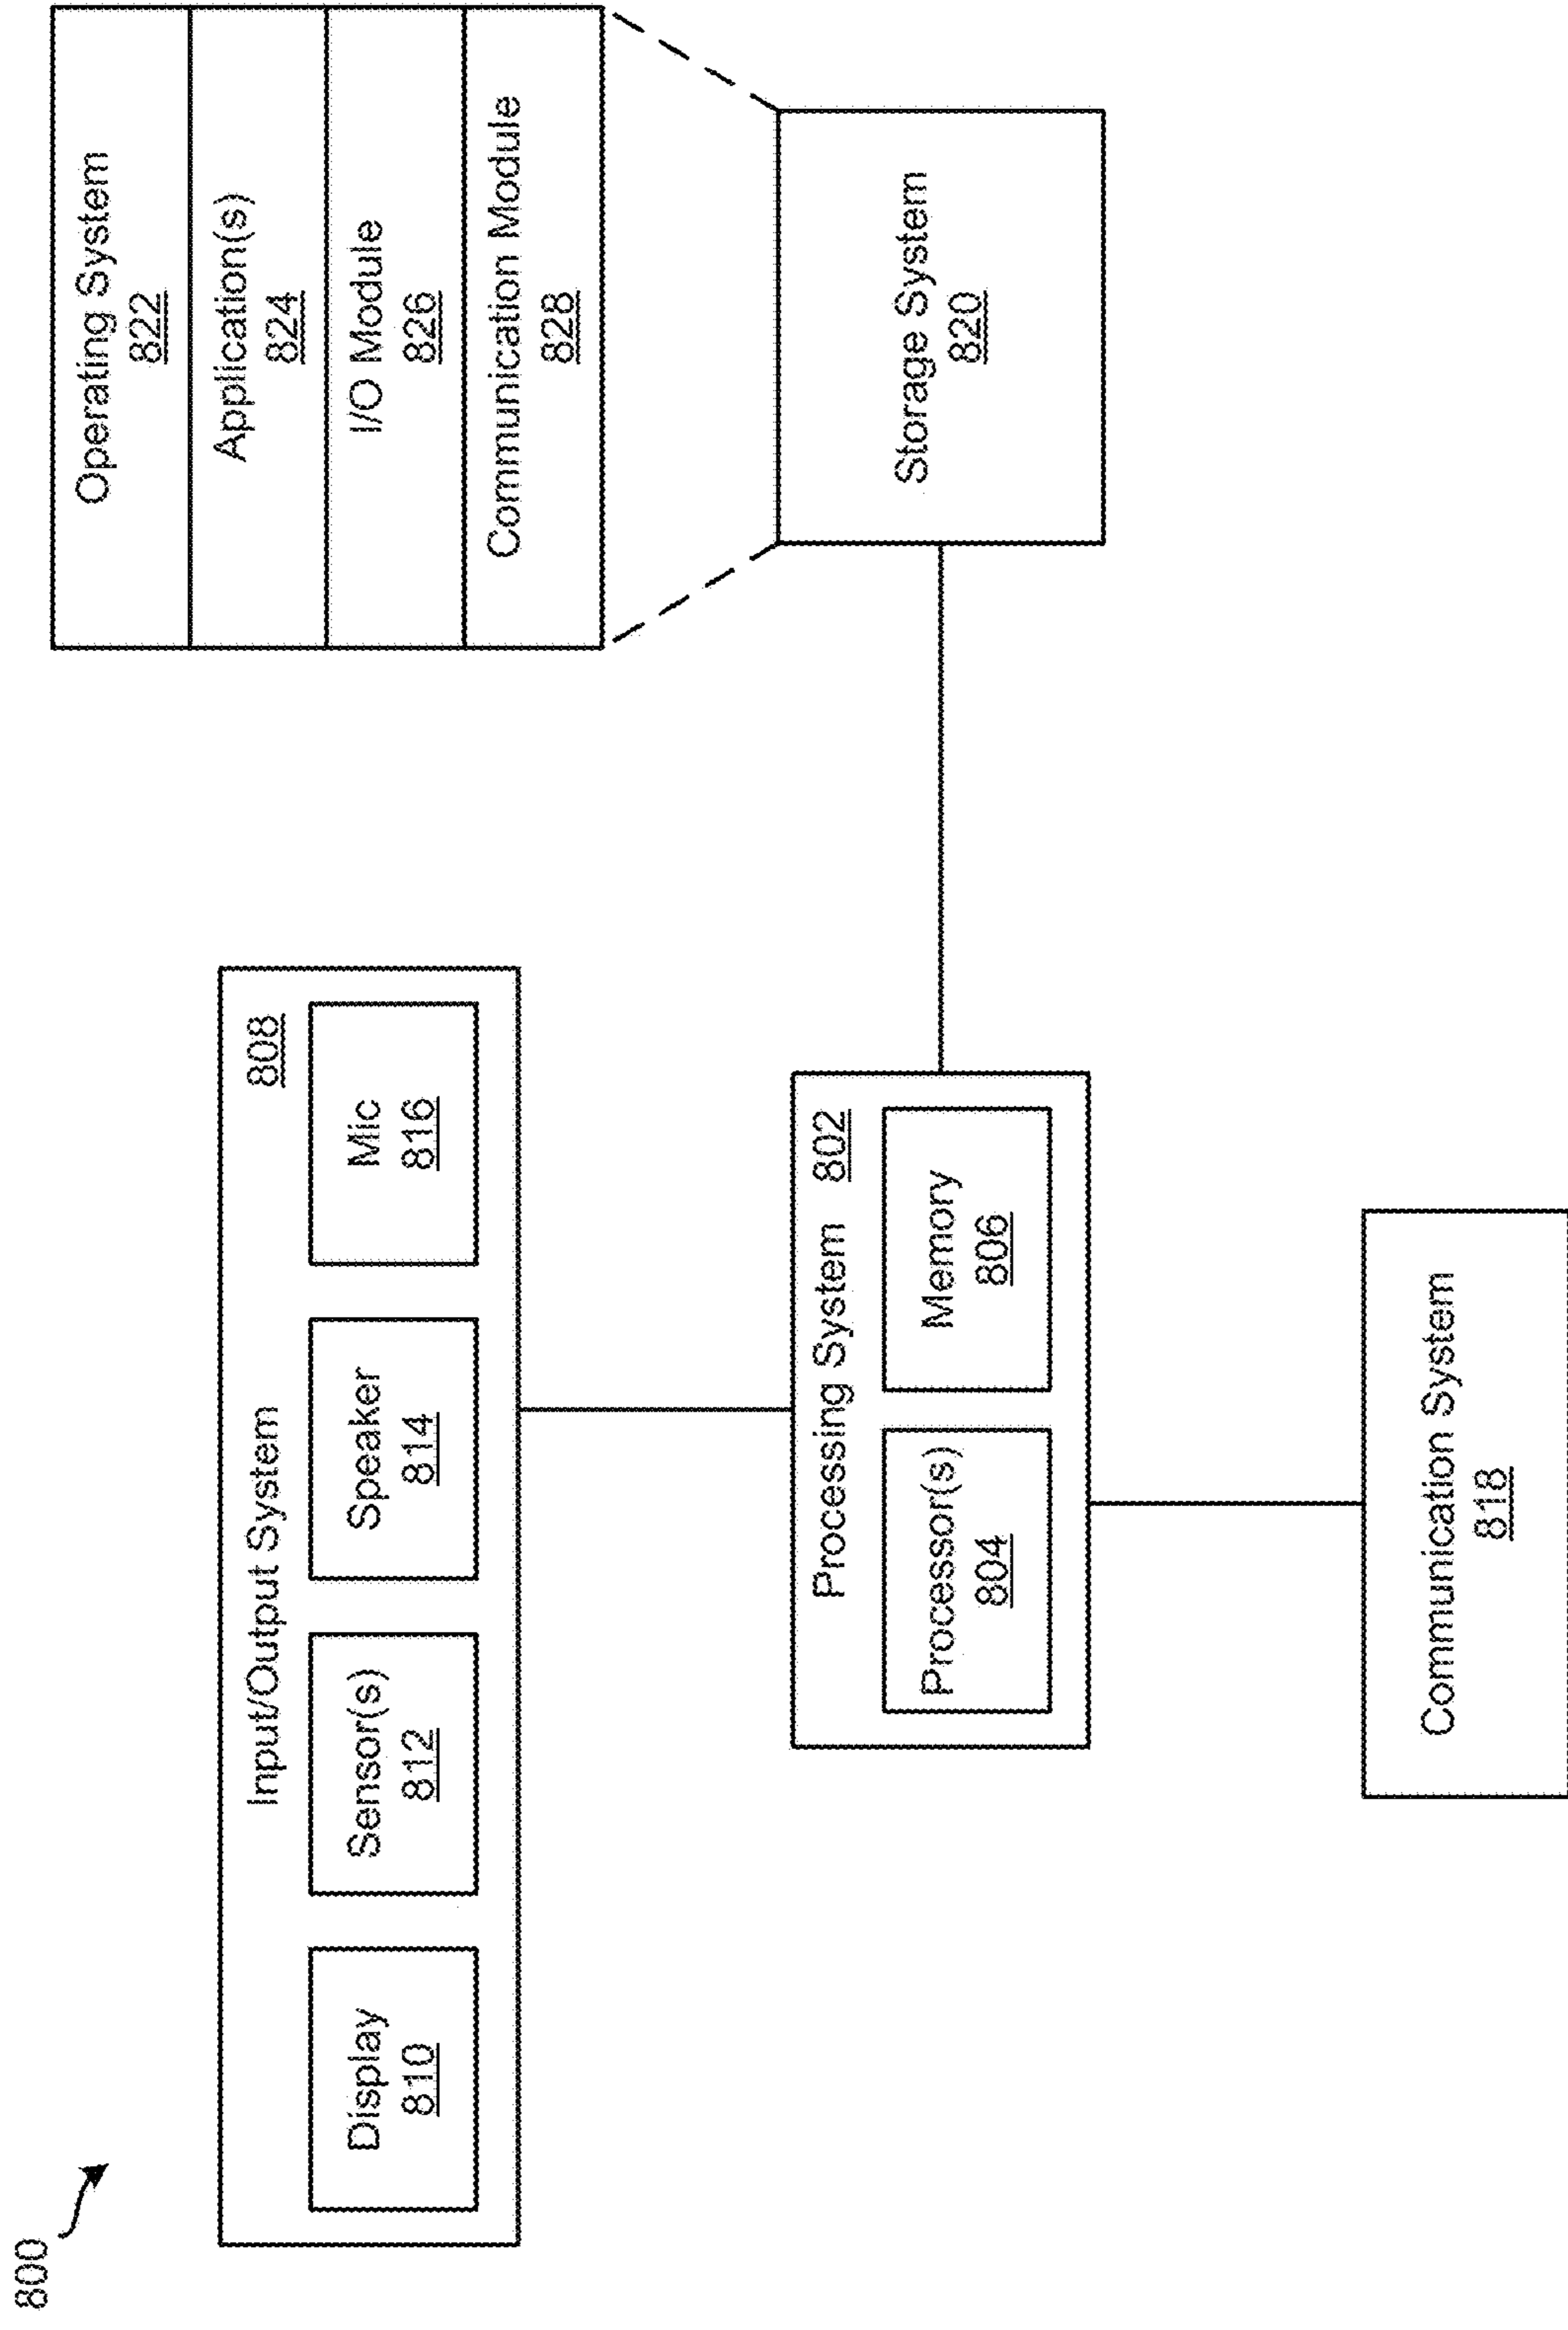 800
Input/Output System
808
Display
810
Sensor(s)
812
Speaker
814
Mic
816
Operating System
822
Application(s)
824
I/O Module
826
Communication Module
828
Processing System 802
Processor(s)
804
Memory
806
Storage System
820
Communication System
818